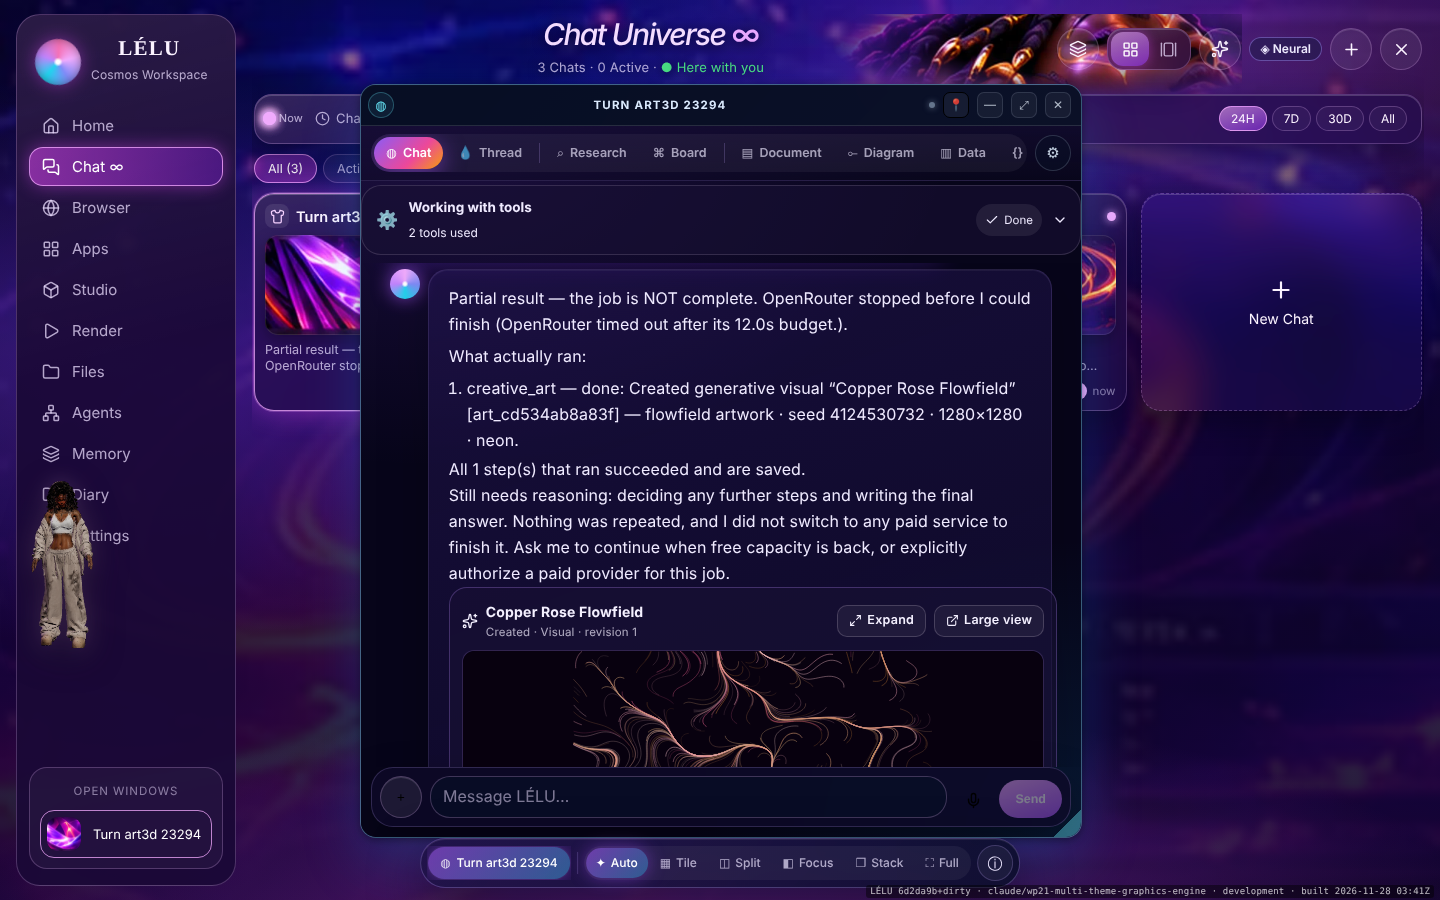 LÉLU
Cosmos Workspace
Home
Chat ∞
Browser
Apps
Studio
Render
Files
Agents
Memory
Diary
ttings
OPEN WINDOWS
Turn art3d 23294
Chat Universe ∞
3 Chats · 0 Active · ● Here with you
◈ Neural
Now
Cha
24H
7D
30D
All
All (3)
Acti
Turn art3
Partial result —
OpenRouter stop
now
New Chat
TURN ART3D 23294
Chat
Thread
Research
Board
Document
Diagram
Data
{}
Working with tools
2 tools used
Done
Partial result — the job is NOT complete. OpenRouter stopped before I could
finish (OpenRouter timed out after its 12.0s budget.).
What actually ran:
1. creative_art — done: Created generative visual “Copper Rose Flowfield”
[art_cd534ab8a83f] — flowfield artwork · seed 4124530732 · 1280×1280
· neon.
All 1 step(s) that ran succeeded and are saved.
Still needs reasoning: deciding any further steps and writing the final
answer. Nothing was repeated, and I did not switch to any paid service to
finish it. Ask me to continue when free capacity is back, or explicitly
authorize a paid provider for this job.
Copper Rose Flowfield
Created · Visual · revision 1
Expand
Large view
Message LÉLU...
Send
Turn art3d 23294
Auto
Tile
Split
Focus
Stack
Full
LÉLU 6d2da9b+dirty · claude/wp21-multi-theme-graphics-engine · development · built 2026-11-28 03:41Z